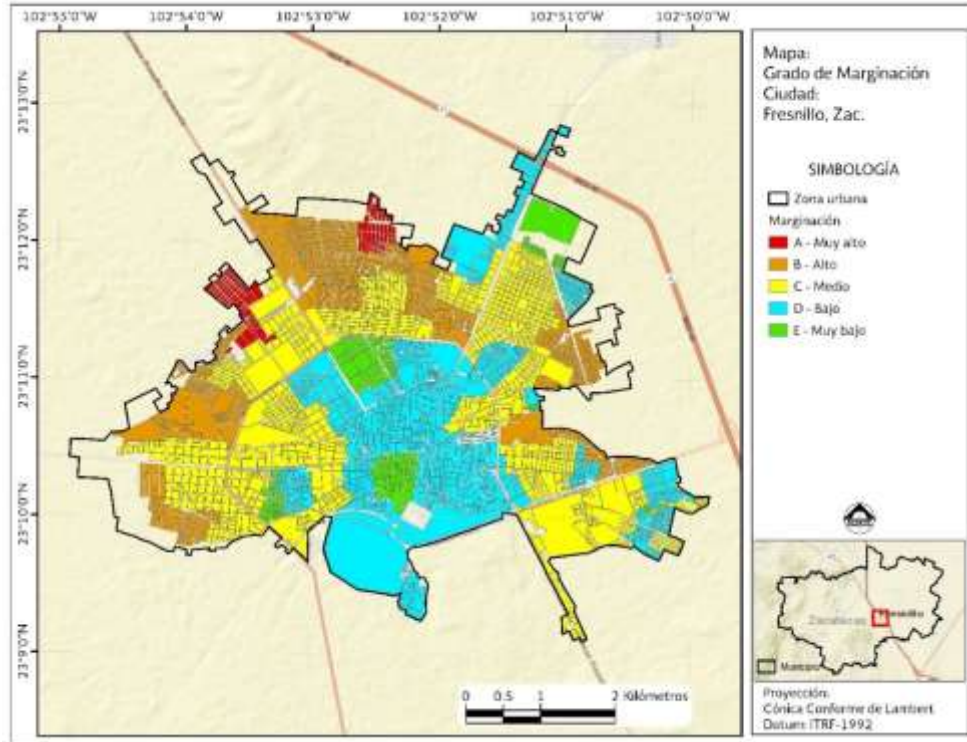 102°55'0"W 102°54'0"W 102°53'0"W 102°52'0"W 102°51'0"W 102°50'0"W
23°13'0"N
23°12'0"N
23°11'0"N
23°10'0"N
23°9'0"N
0 0.5 1 2 Kilómetros
Mapa:
Grado de Marginación
Ciudad:
Fresnillo, Zac.
SIMBOLOGÍA
Zona urbana
Marginación
A - Muy alto
B - Alto
C - Medio
D - Bajo
E - Muy bajo
Zacatecas
Fresnillo
Municipio
Proyección:
Cónica Conforme de Lambert
Datum: ITRF-1992